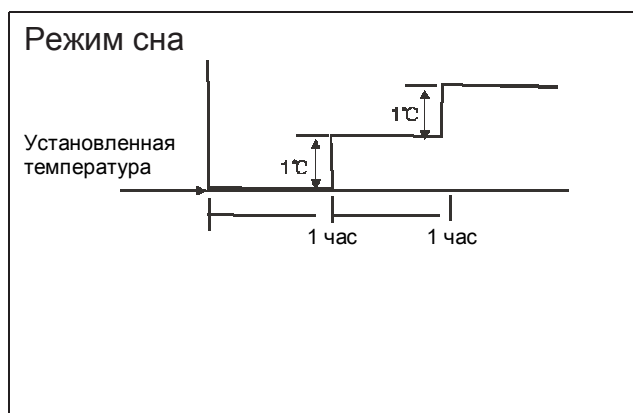 Режим сна
1℃
Установленная
температура
1℃
1 час 1 час